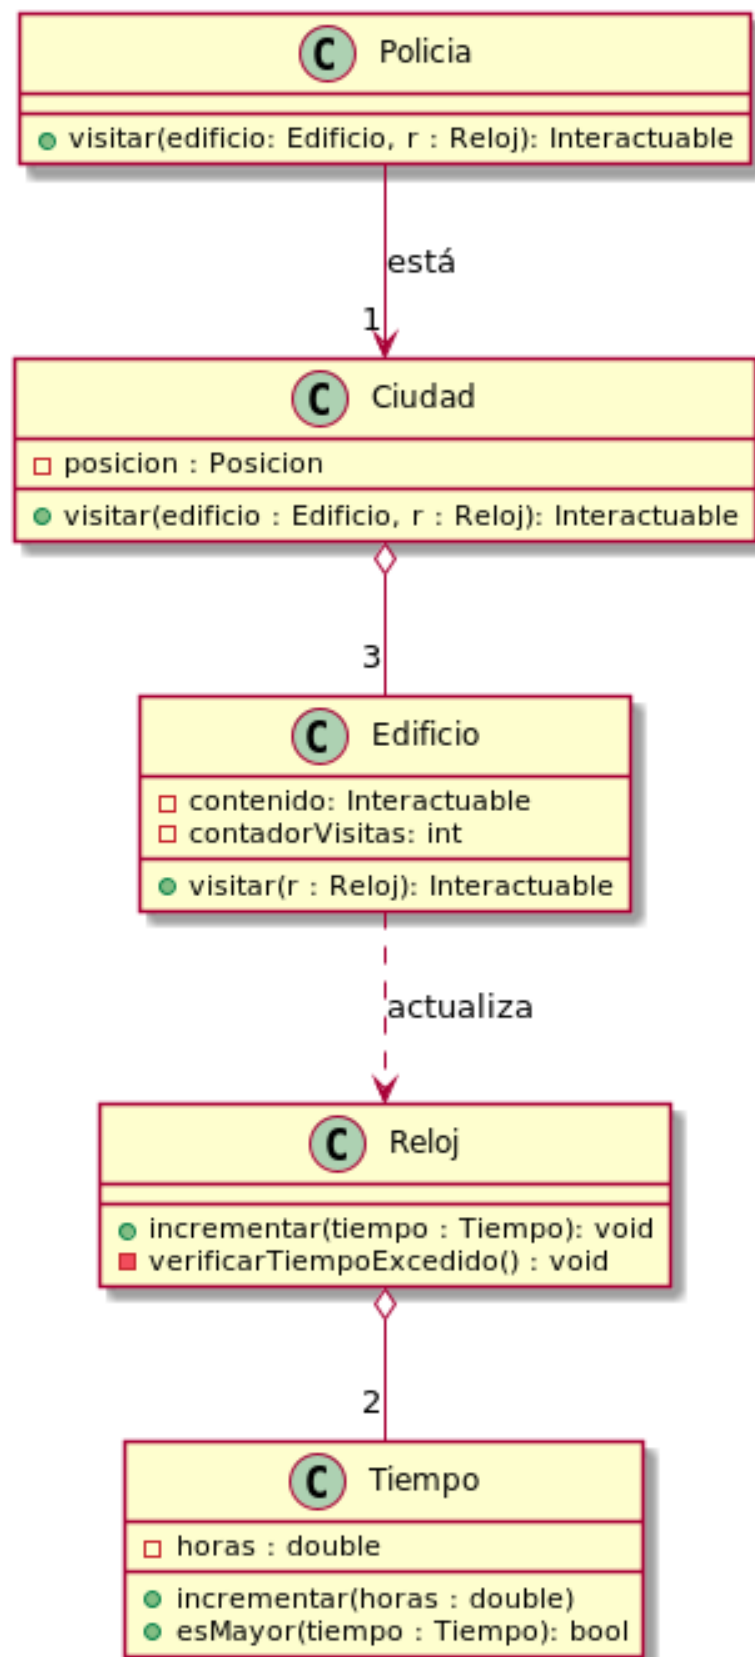 C Policia
visitar(edificio: Edificio, r : Reloj): Interactuable
está
1
C Ciudad
posicion : Posicion
visitar(edificio : Edificio, r : Reloj): Interactuable
3
C Edificio
contenido: Interactuable
contadorVisitas: int
visitar(r : Reloj): Interactuable
actualiza
C Reloj
incrementar(tiempo : Tiempo): void
verificarTiempoExcedido() : void
2
C Tiempo
horas : double
incrementar(horas : double)
esMayor(tiempo : Tiempo): bool